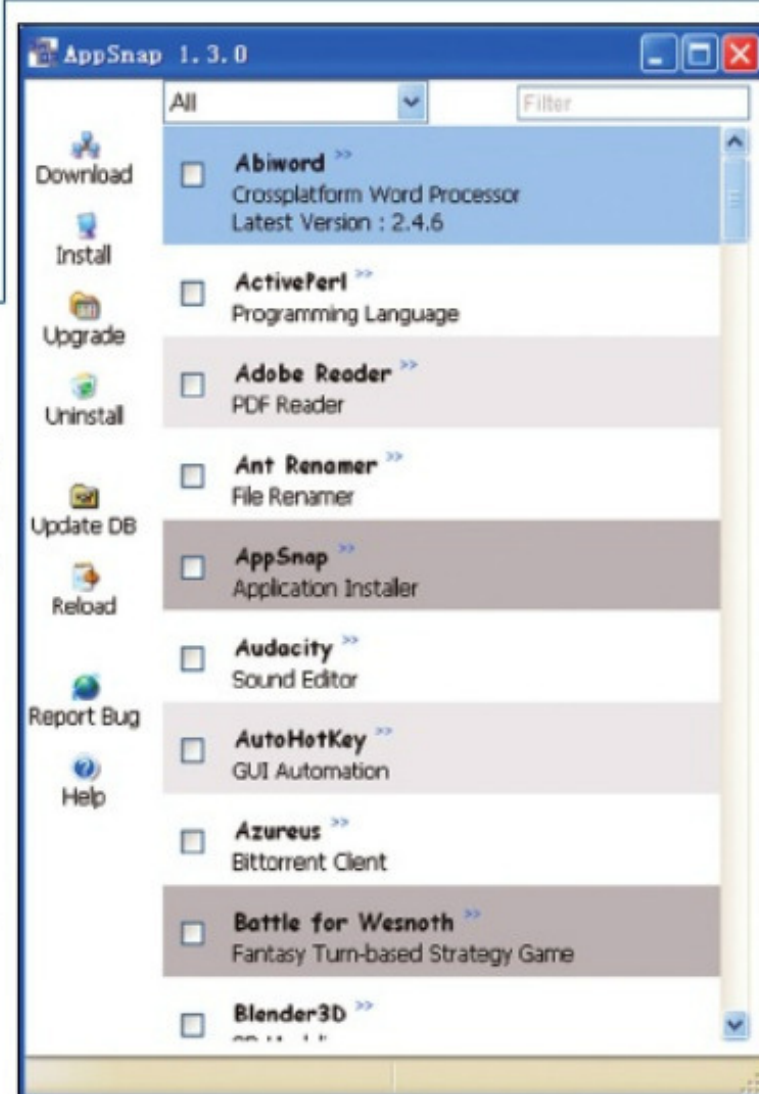 AppSnap 1.3.0
All
Filter
Download
Install
Upgrade
Uninstall
Update DB
Reload
Report Bug
Help
Abiword >>
Crossplatform Word Processor
Latest Version : 2.4.6
ActivePerl >>
Programming Language
Adobe Reader >>
PDF Reader
Ant Renamer >>
File Renamer
AppSnap >>
Application Installer
Audacity >>
Sound Editor
AutoHotKey >>
GUI Automation
Azureus >>
Bittorrent Client
Battle for Wesnoth >>
Fantasy Turn-based Strategy Game
Blender3D >>